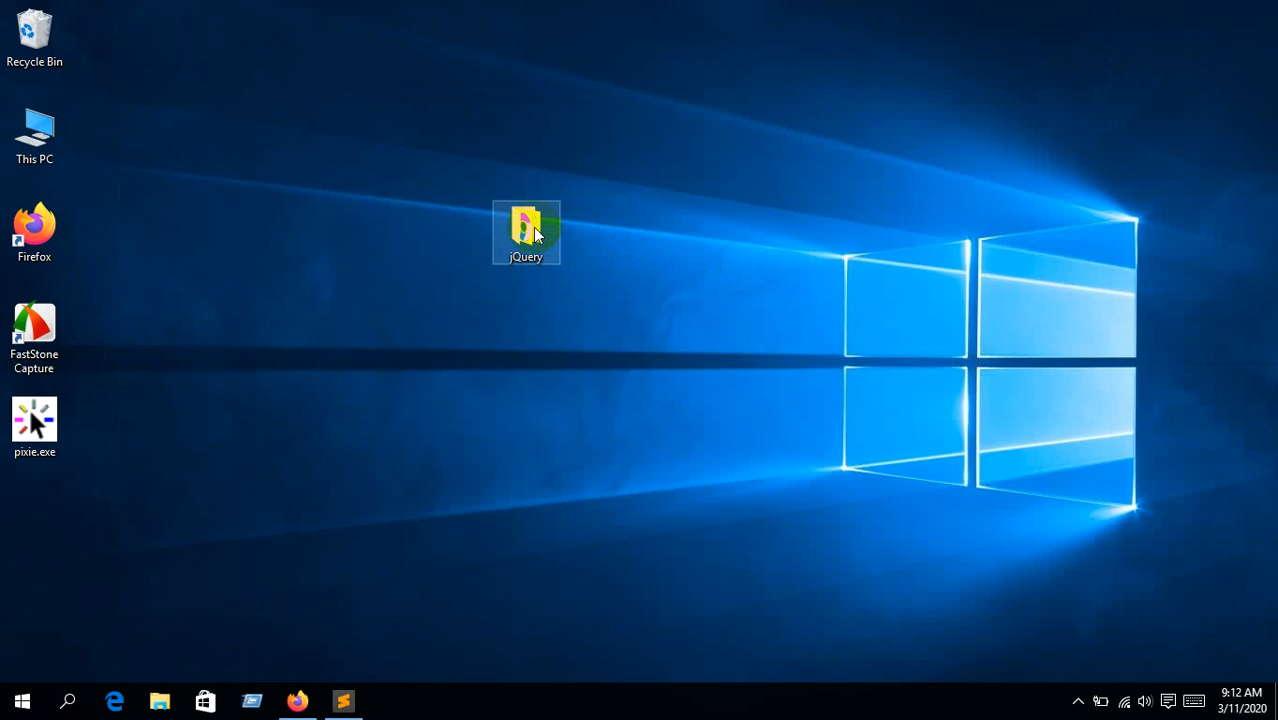 Recycle Bin
This PC
Firefox
FastStone
Capture
pixie.exe
jQuery
9:12 AM
3/11/2020